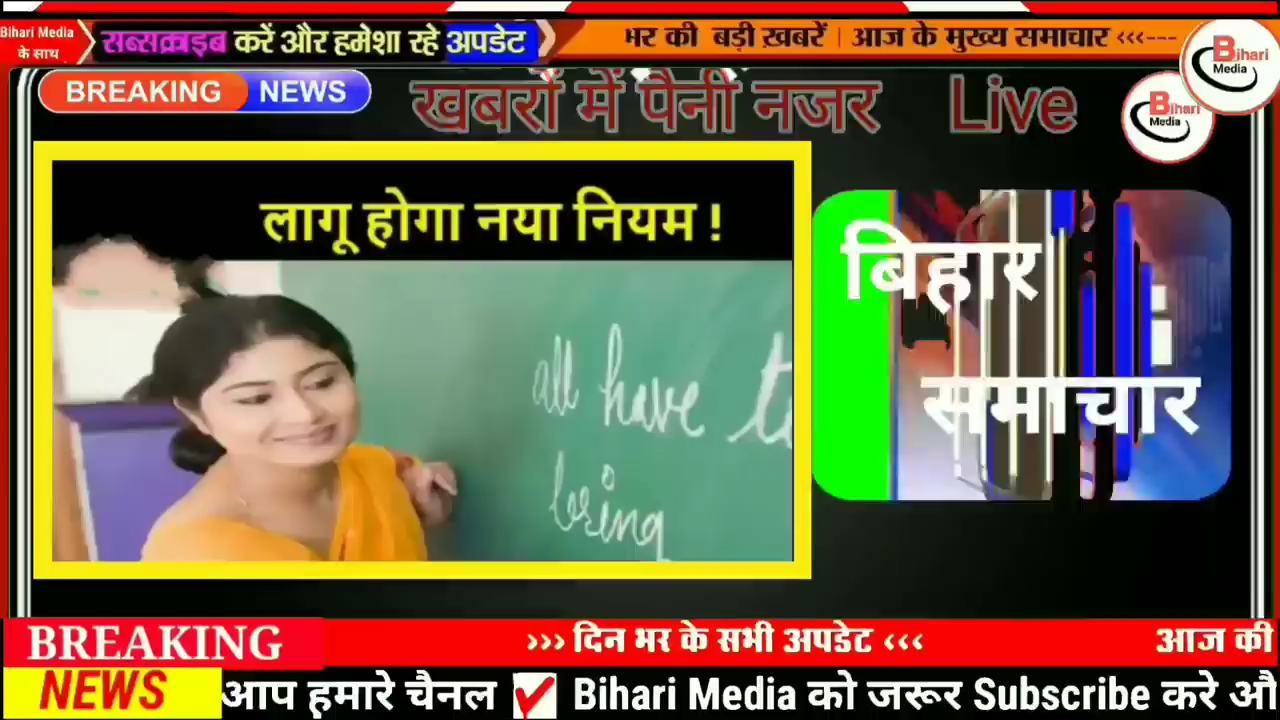 Bihari Media
के साथ
सब्सक्राइब करें और हमेशा रहे अपडेट
भर की बड़ी ख़बरें | आज के मुख्य समाचार ‹‹‹---
Bihari
Media
BREAKING NEWS
खबरों में पैनी नजर Live
Bihari
Media
लागू होगा नया नियम !
बिहार
समाचार
all have
bring
BREAKING
NEWS
››› दिन भर के सभी अपडेट ‹‹‹
आज की
आप हमारे चैनल Bihari Media को जरूर Subscribe करे औ